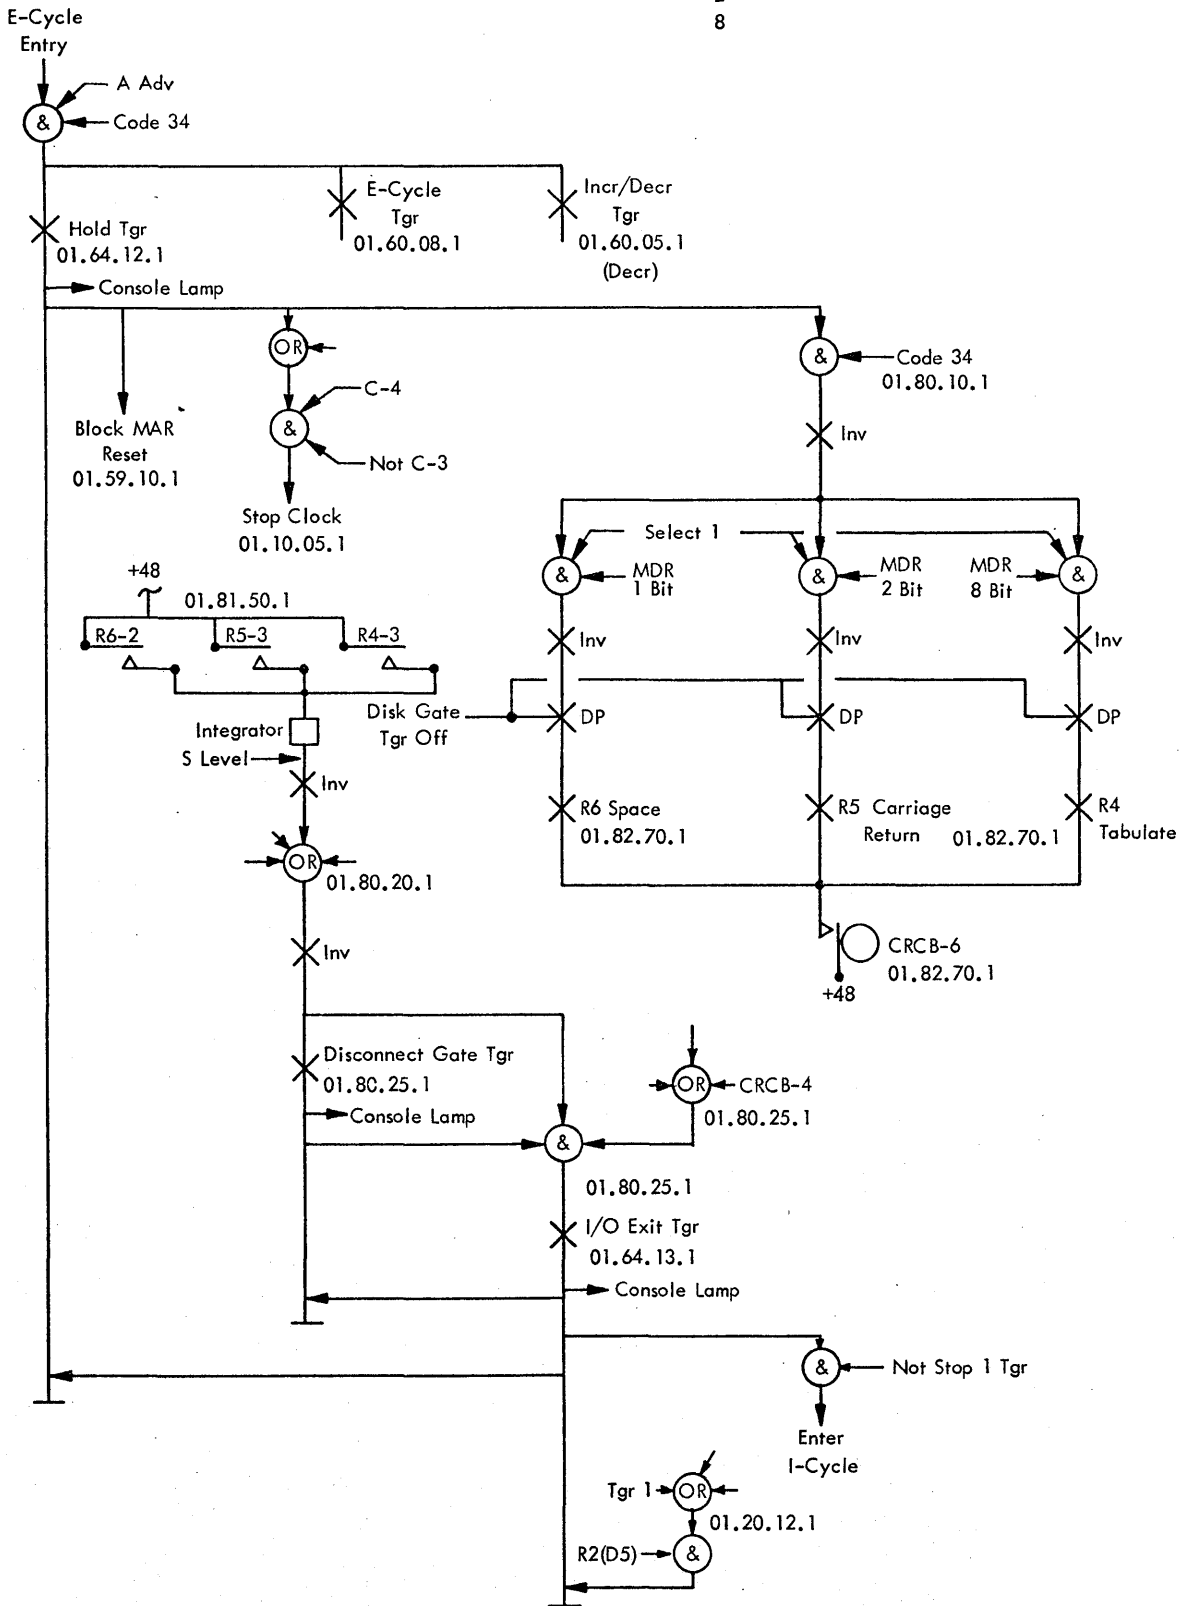 8
E-Cycle
Entry
A Adv
&
Code 34
E-Cycle
Tgr
01.60.08.1
Incr/Decr
Tgr
01.60.05.1
(Decr)
Hold Tgr
01.64.12.1
Console Lamp
OR
&
Code 34
01.80.10.1
C-4
&
Not C-3
Block MAR
Reset
01.59.10.1
Inv
Stop Clock
01.10.05.1
Select 1
&
MDR
1 Bit
&
MDR
2 Bit
MDR
8 Bit
&
+48
01.81.50.1
R6-2
R5-3
R4-3
Inv
Inv
Inv
Disk Gate
Tgr Off
DP
DP
DP
Integrator
S Level
Inv
R6 Space
01.82.70.1
R5 Carriage
Return
01.82.70.1
R4
Tabulate
OR
01.80.20.1
Inv
CRCB-6
01.82.70.1
+48
Disconnect Gate Tgr
01.80.25.1
OR
CRCB-4
01.80.25.1
Console Lamp
&
01.80.25.1
I/O Exit Tgr
01.64.13.1
Console Lamp
&
Not Stop 1 Tgr
Enter
I-Cycle
Tgr 1
OR
01.20.12.1
R2(D5)
&